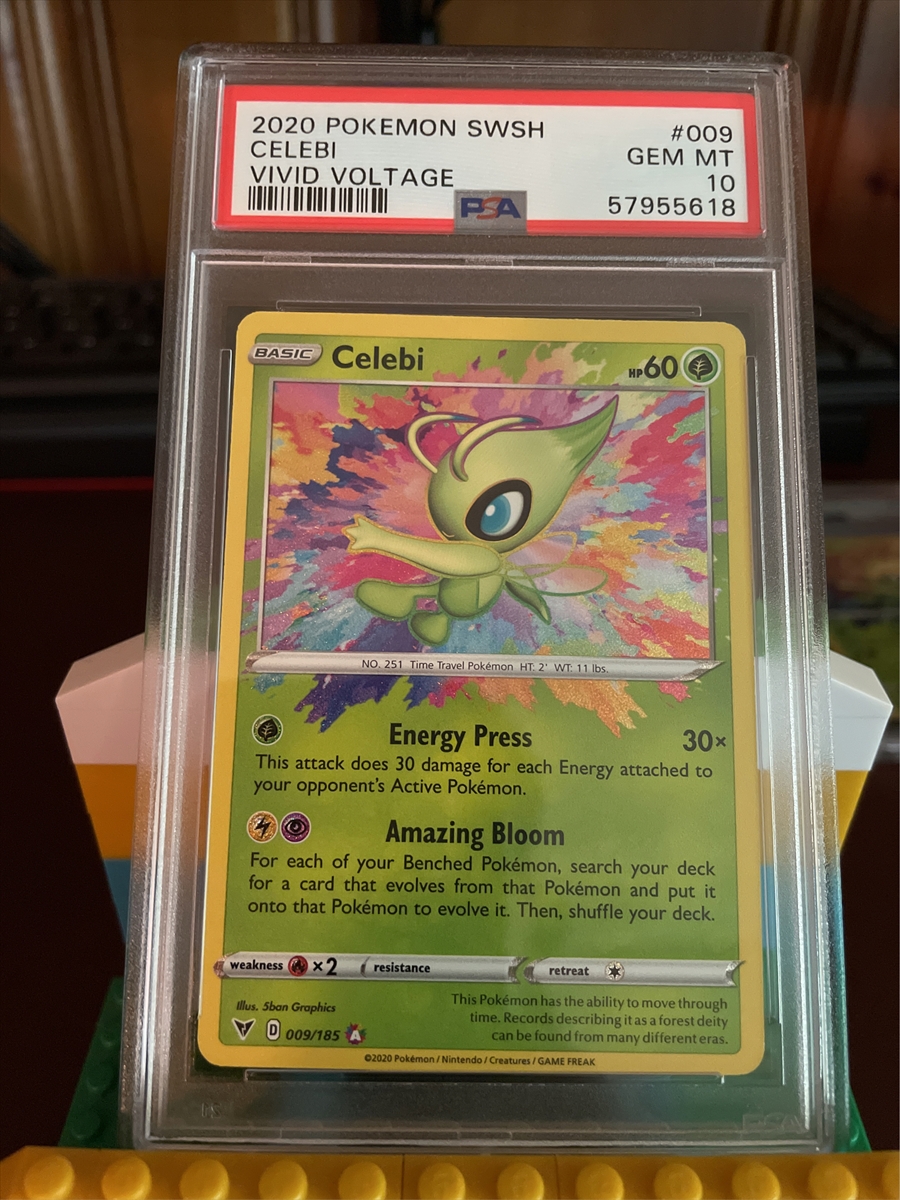 2020 POKEMON SWSH #009
CELEBI GEM MT
VIVID VOLTAGE 10
PSA 57955618
BASIC Celebi HP60
NO. 251 Time Travel Pokémon HT: 2' WT: 11 lbs.
Energy Press 30×
This attack does 30 damage for each Energy attached to
your opponent's Active Pokémon.
Amazing Bloom
For each of your Benched Pokémon, search your deck
for a card that evolves from that Pokémon and put it
onto that Pokémon to evolve it. Then, shuffle your deck.
weakness ×2 resistance retreat
Illus. 5ban Graphics
D 009/185 A
This Pokémon has the ability to move through
time. Records describing it as a forest deity
can be found from many different eras.
©2020 Pokémon / Nintendo / Creatures / GAME FREAK
PSA